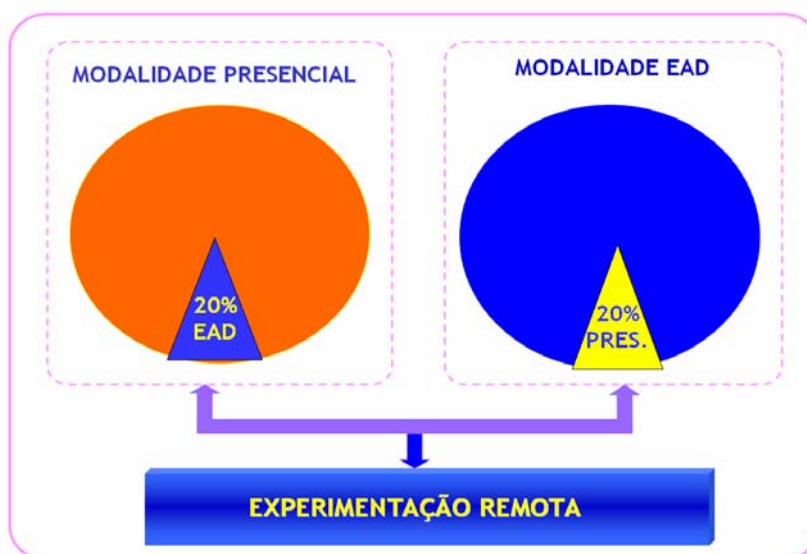 MODALIDADE PRESENCIAL
20%
EAD
MODALIDADE EAD
20%
PRES.
EXPERIMENTAÇÃO REMOTA